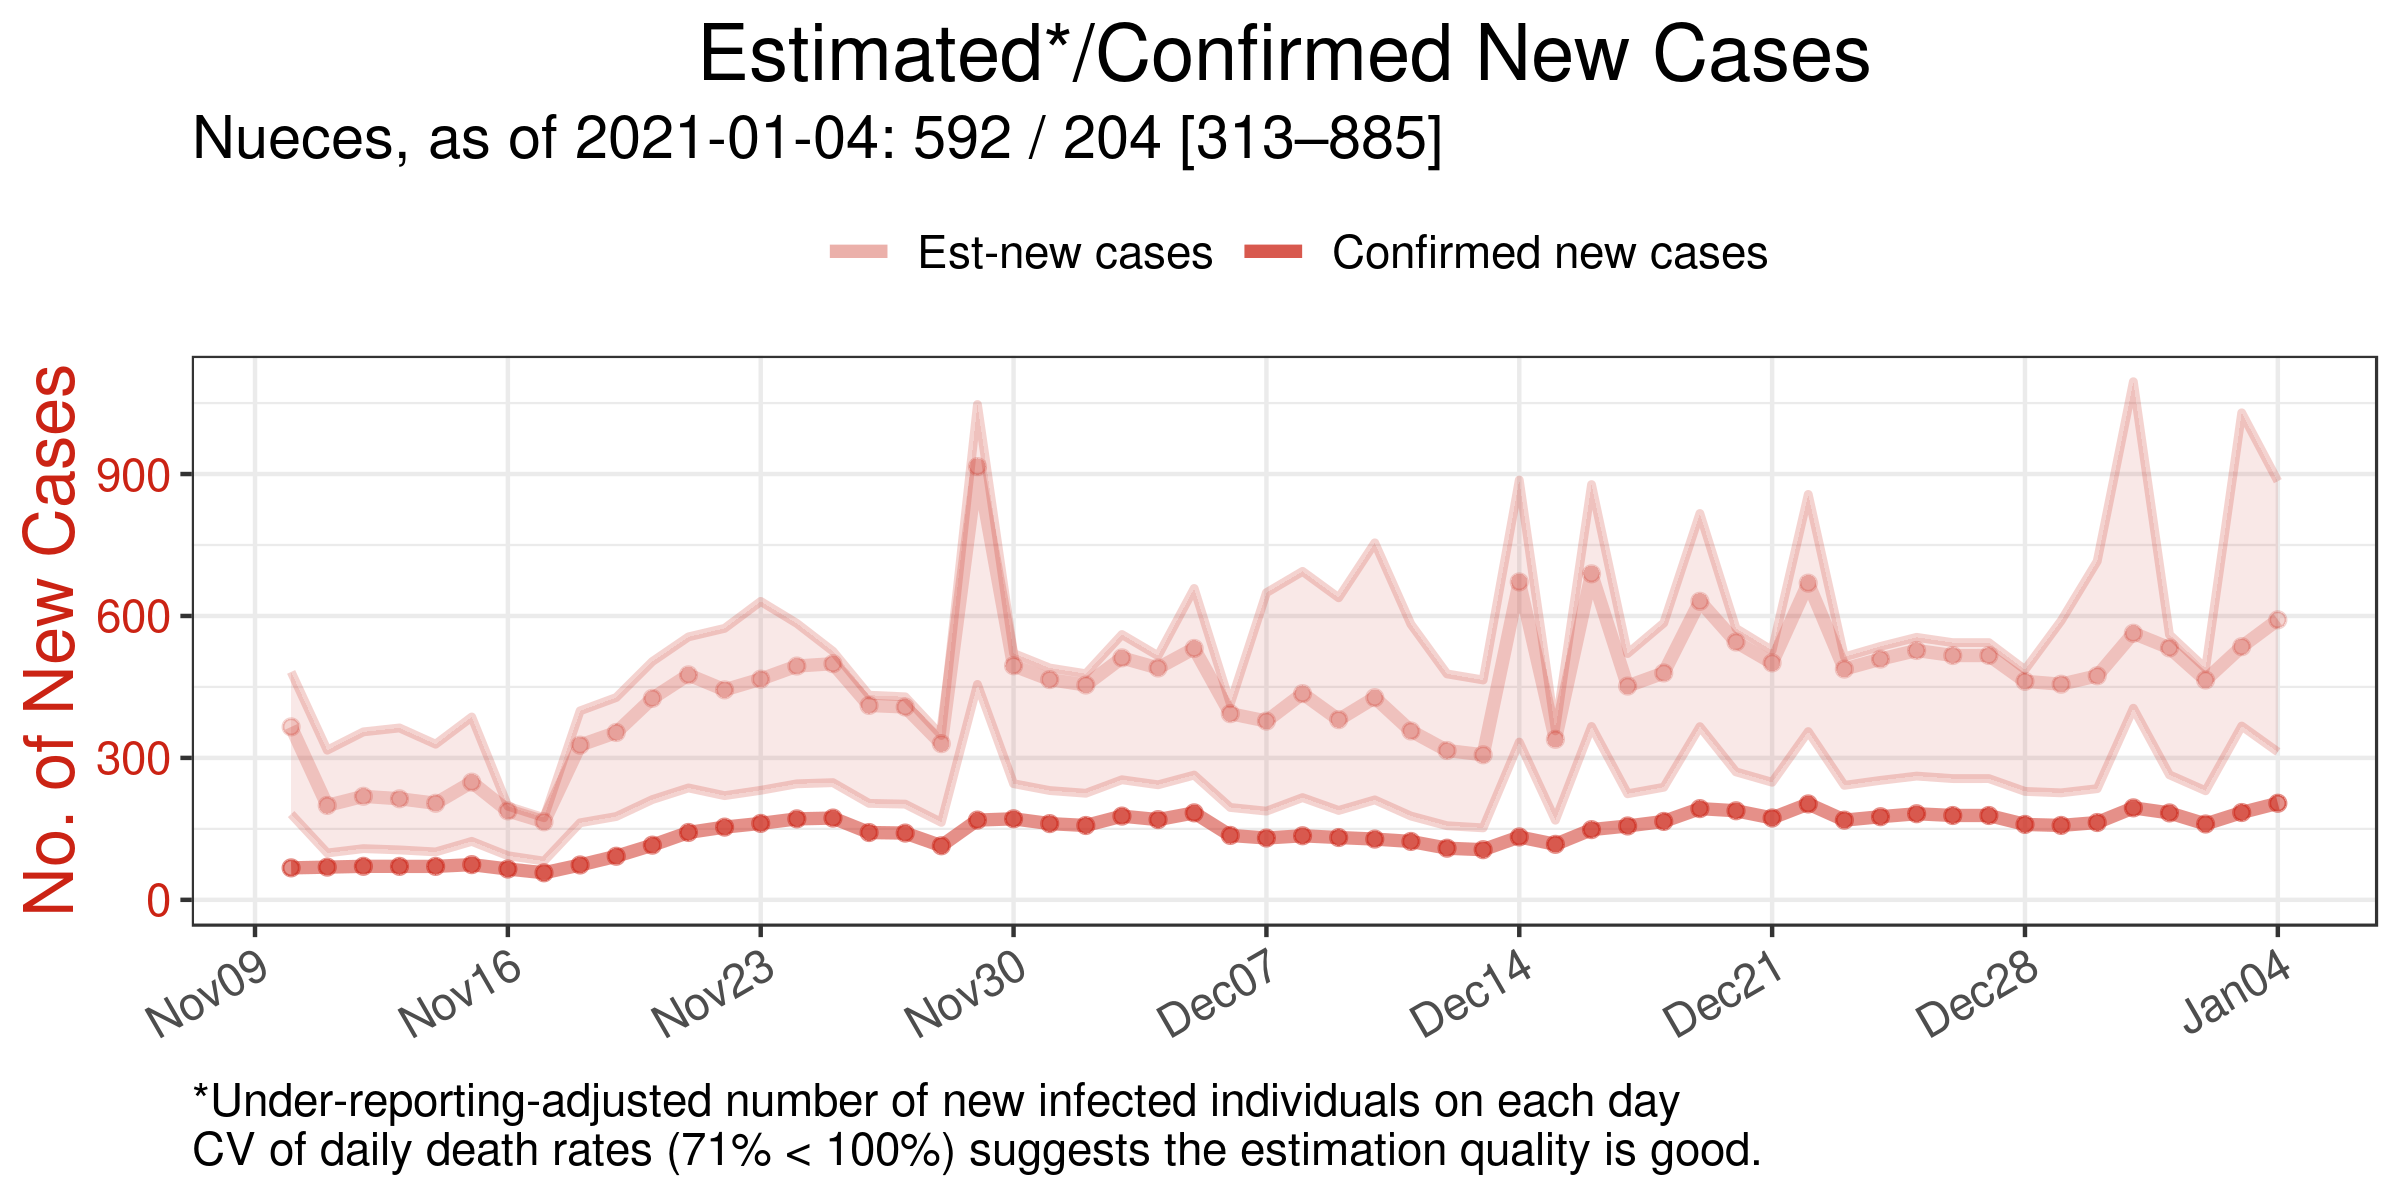 Estimated*/Confirmed New Cases
Nueces, as of 2021-01-04: 592 / 204 [313–885]
Est-new cases Confirmed new cases
No. of New Cases
900
600
300
0
Nov09 Nov16 Nov23 Nov30 Dec07 Dec14 Dec21 Dec28 Jan04
*Under-reporting-adjusted number of new infected individuals on each day
CV of daily death rates (71% < 100%) suggests the estimation quality is good.